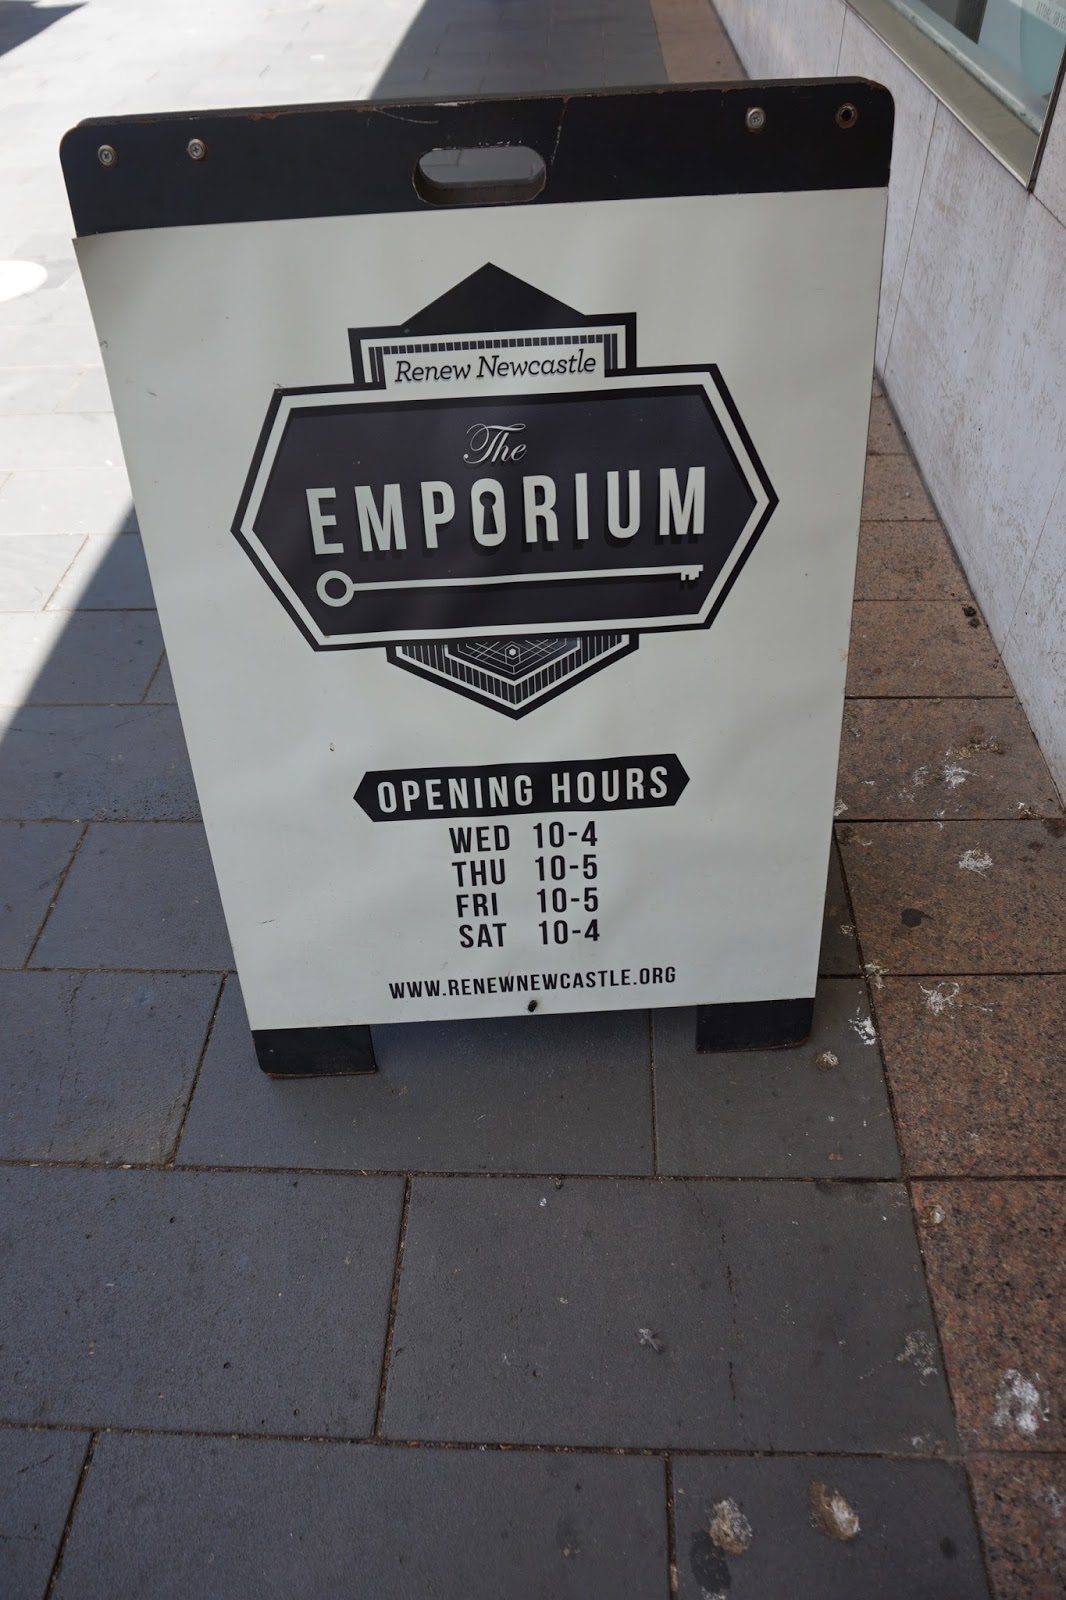 Renew Newcastle
The
EMPORIUM
OPENING HOURS
WED 10-4
THU 10-5
FRI 10-5
SAT 10-4
WWW.RENEWNEWCASTLE.ORG